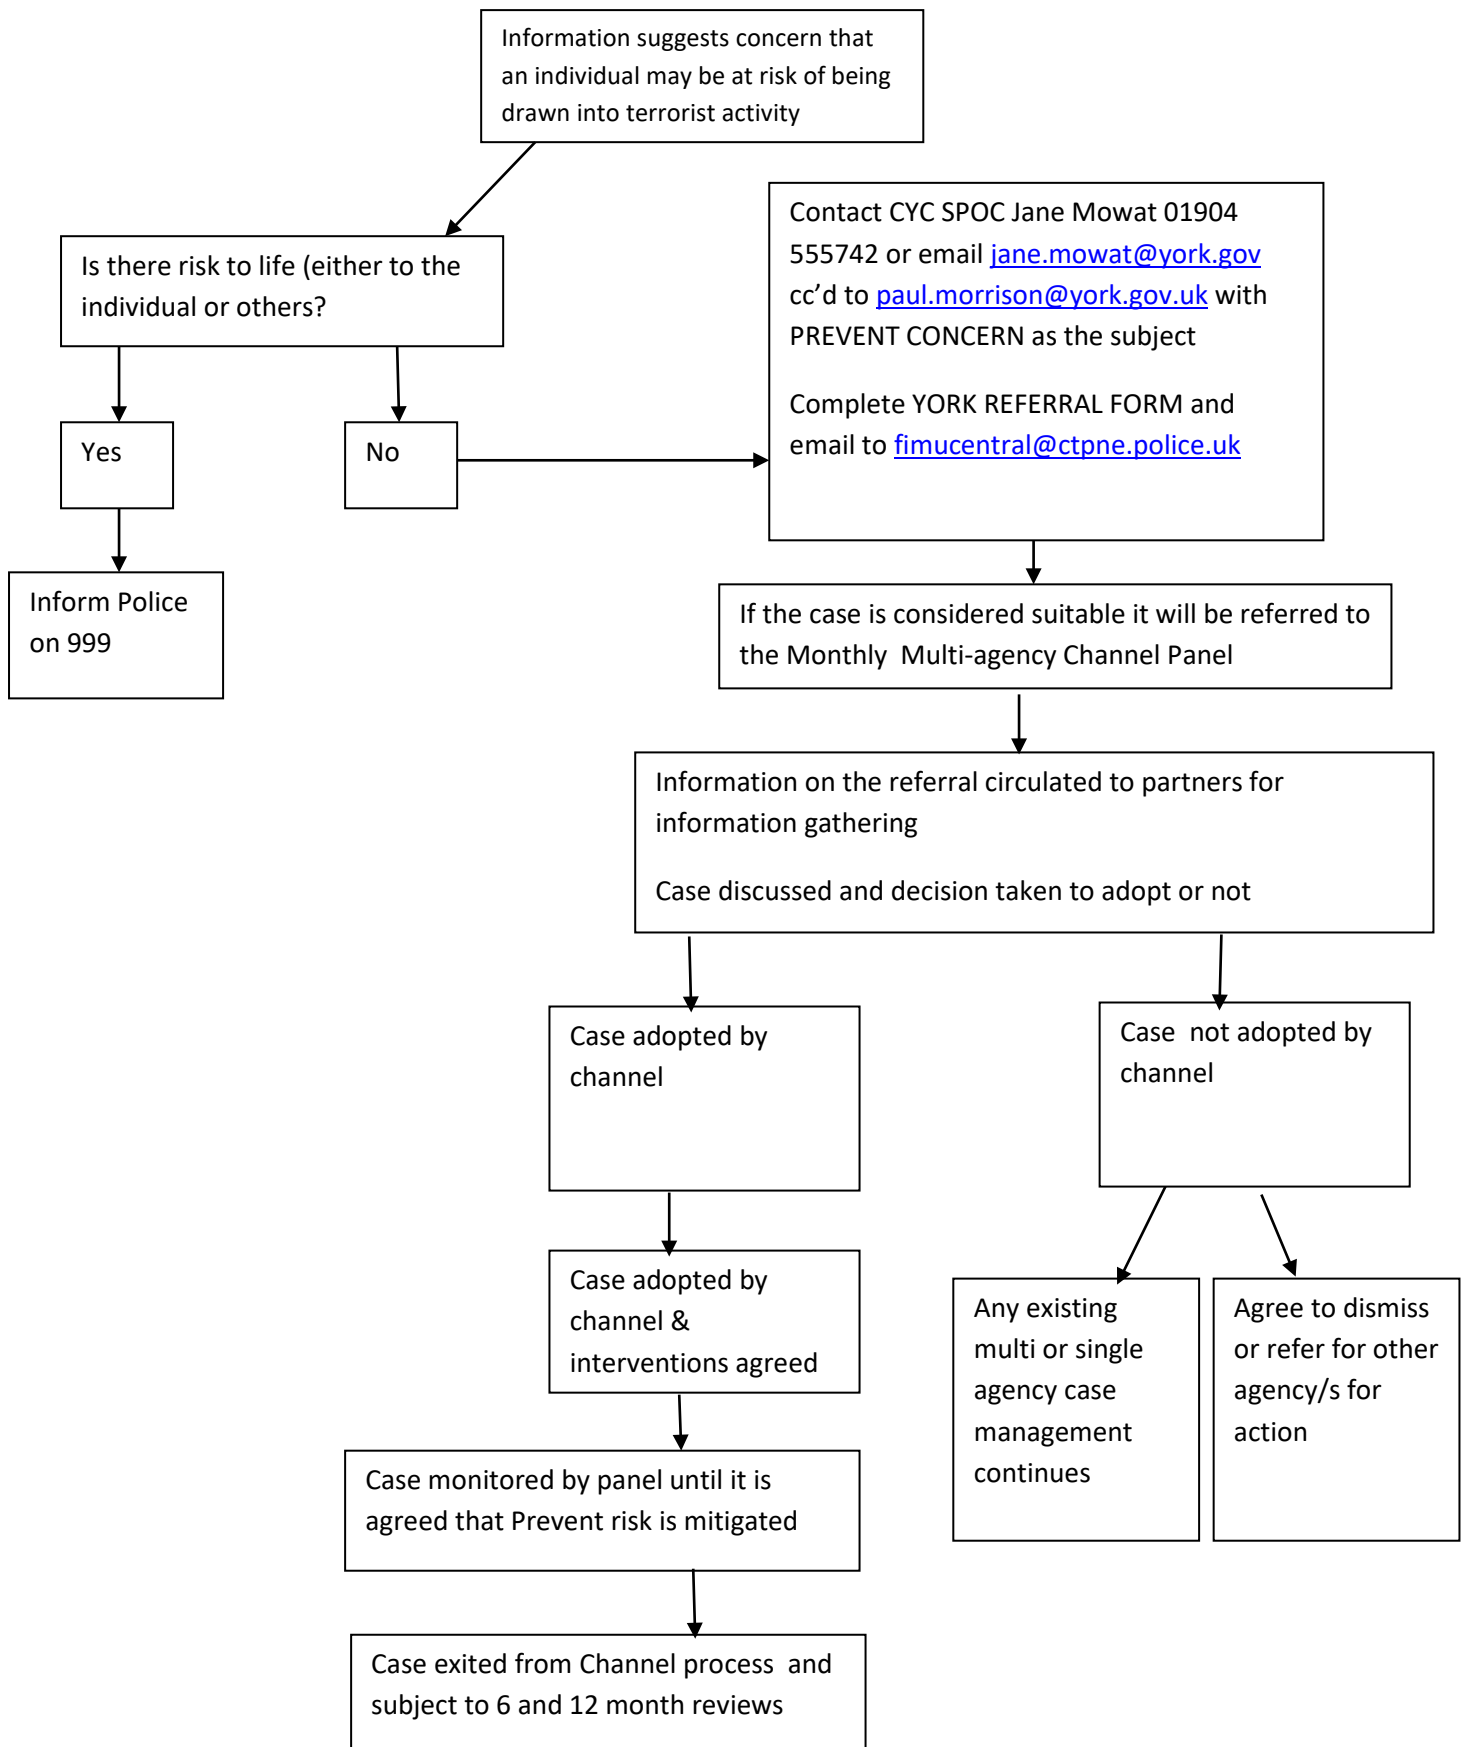 Information suggests concern that
an individual may be at risk of being
drawn into terrorist activity
Is there risk to life (either to the
individual or others?
Contact CYC SPOC Jane Mowat 01904
555742 or email jane.mowat@york.gov
cc’d to paul.morrison@york.gov.uk with
PREVENT CONCERN as the subject
Complete YORK REFERRAL FORM and
email to fimucentral@ctpne.police.uk
Yes
No
Inform Police
on 999
If the case is considered suitable it will be referred to
the Monthly  Multi-agency Channel Panel
Information on the referral circulated to partners for
information gathering
Case discussed and decision taken to adopt or not
Case adopted by
channel
Case  not adopted by
channel
Case adopted by
channel &
interventions agreed
Any existing
multi or single
agency case
management
continues
Agree to dismiss
or refer for other
agency/s for
action
Case monitored by panel until it is
agreed that Prevent risk is mitigated
Case exited from Channel process  and
subject to 6 and 12 month reviews